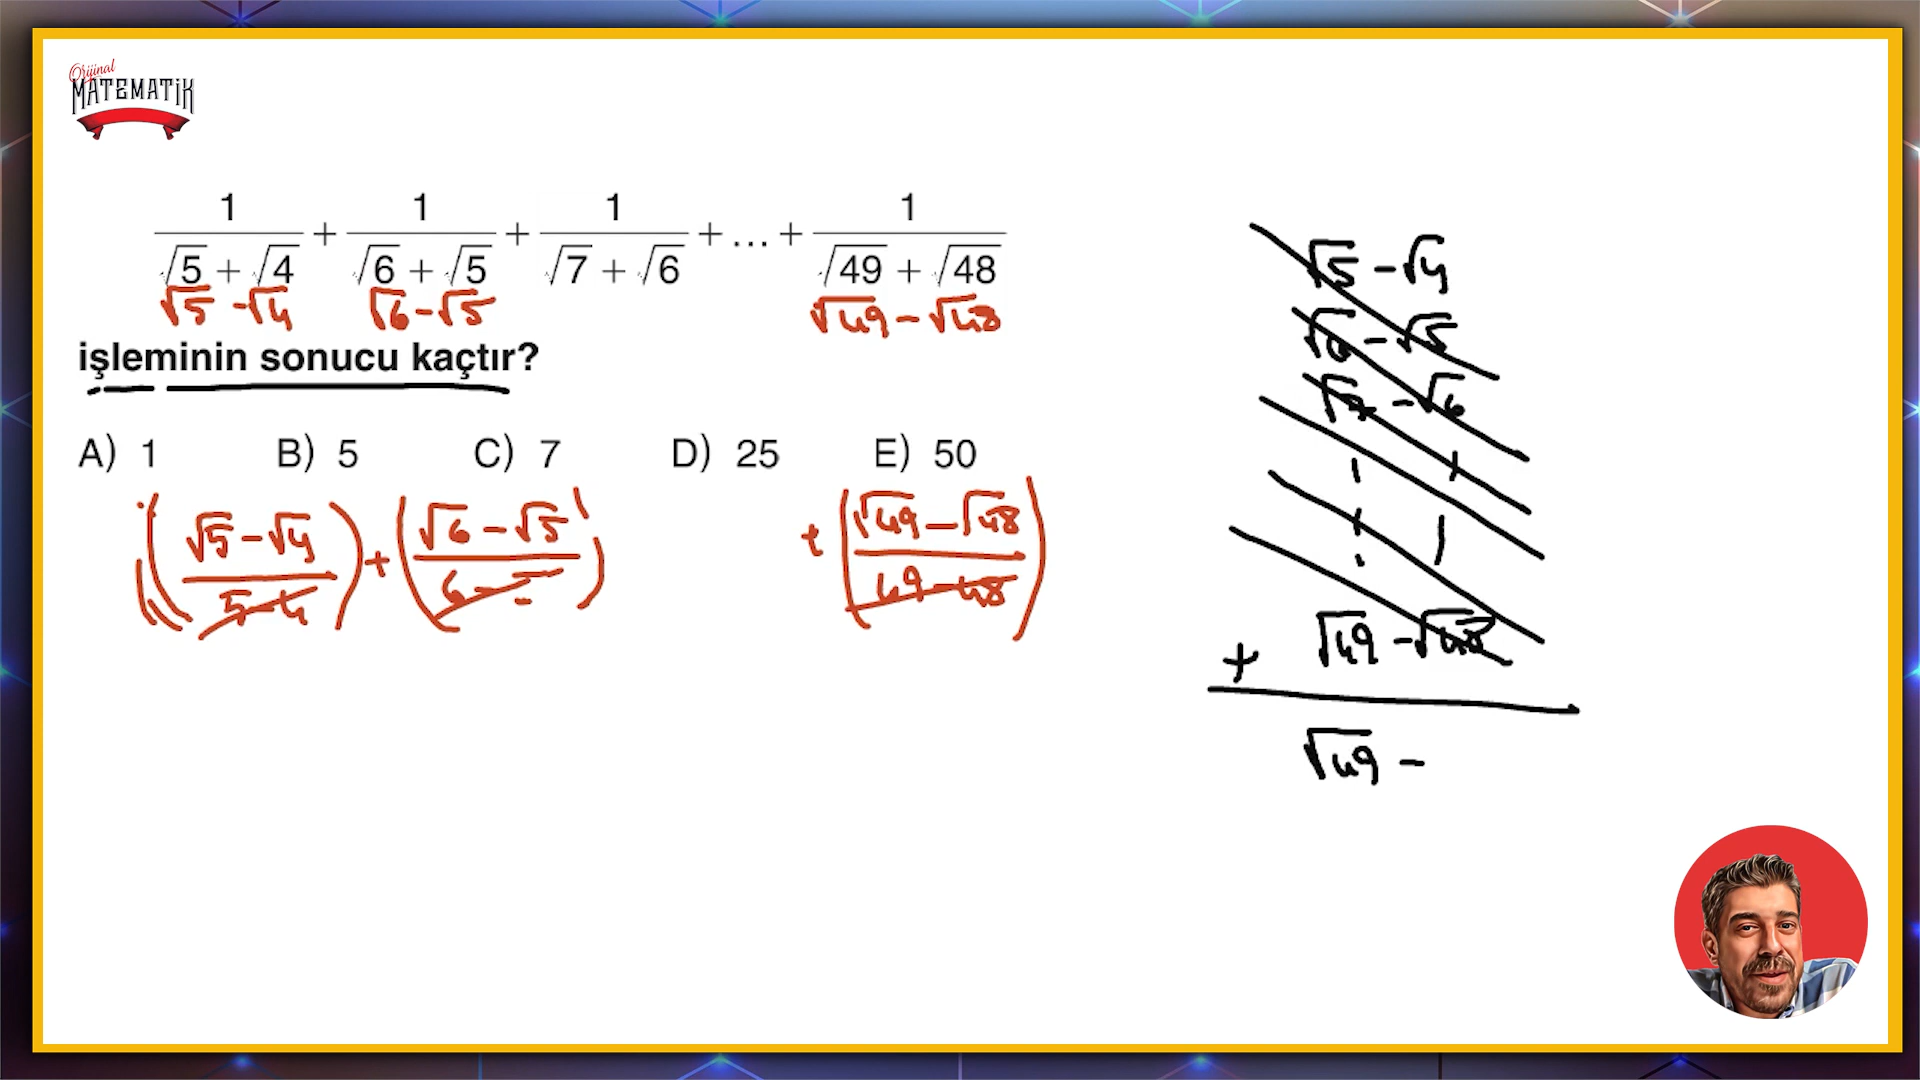 Orijinal
MATEMATİK
1/(√5 + √4) + 1/(√6 + √5) + 1/(√7 + √6) + ... + 1/(√49 + √48)
√5 - √4 √6 - √5 √49 - √48
işleminin sonucu kaçtır?
A) 1 B) 5 C) 7 D) 25 E) 50
((√5 - √4)/(5-4)) + ((√6 - √5)/(6-5)) + ((√49 - √48)/(49-48))
√5 - √4
√6 - √5
√7 - √6
+ √49 - √48
√49 -